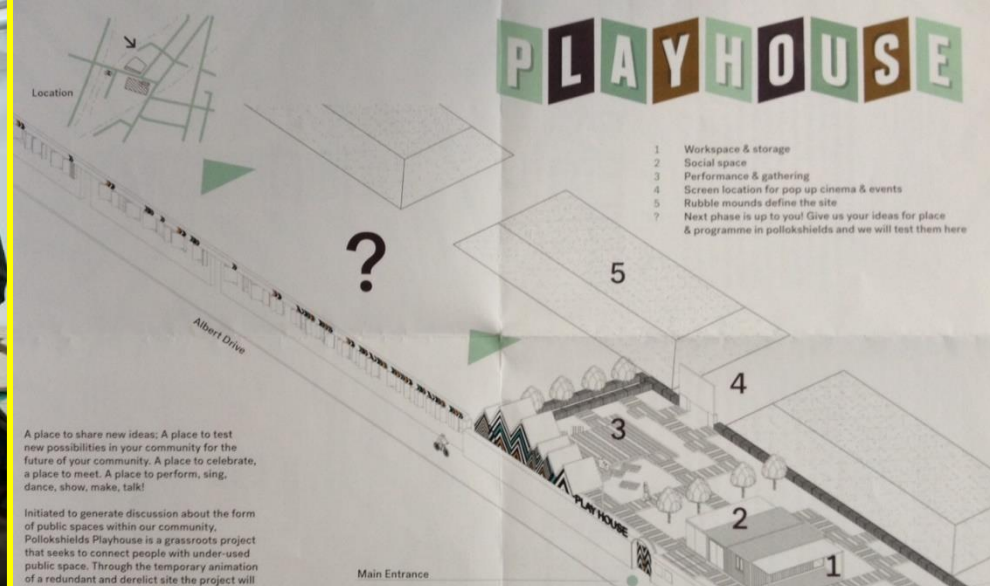 PLAYHOUSE
Location
1 Workspace & storage
2 Social space
3 Performance & gathering
4 Screen location for pop up cinema & events
5 Rubble mounds define the site
? Next phase is up to you! Give us your ideas for place
& programme in pollokshields and we will test them here
?
5
Albert Drive
4
3
A place to share new ideas; A place to test
new possibilities in your community for the
future of your community. A place to celebrate,
a place to meet. A place to perform, sing,
dance, show, make, talk!
PLAY HOUSE
2
1
Initiated to generate discussion about the form
of public spaces within our community,
Pollokshields Playhouse is a grassroots project
that seeks to connect people with under-used
public space. Through the temporary animation
of a redundant and derelict site the project will
Main Entrance